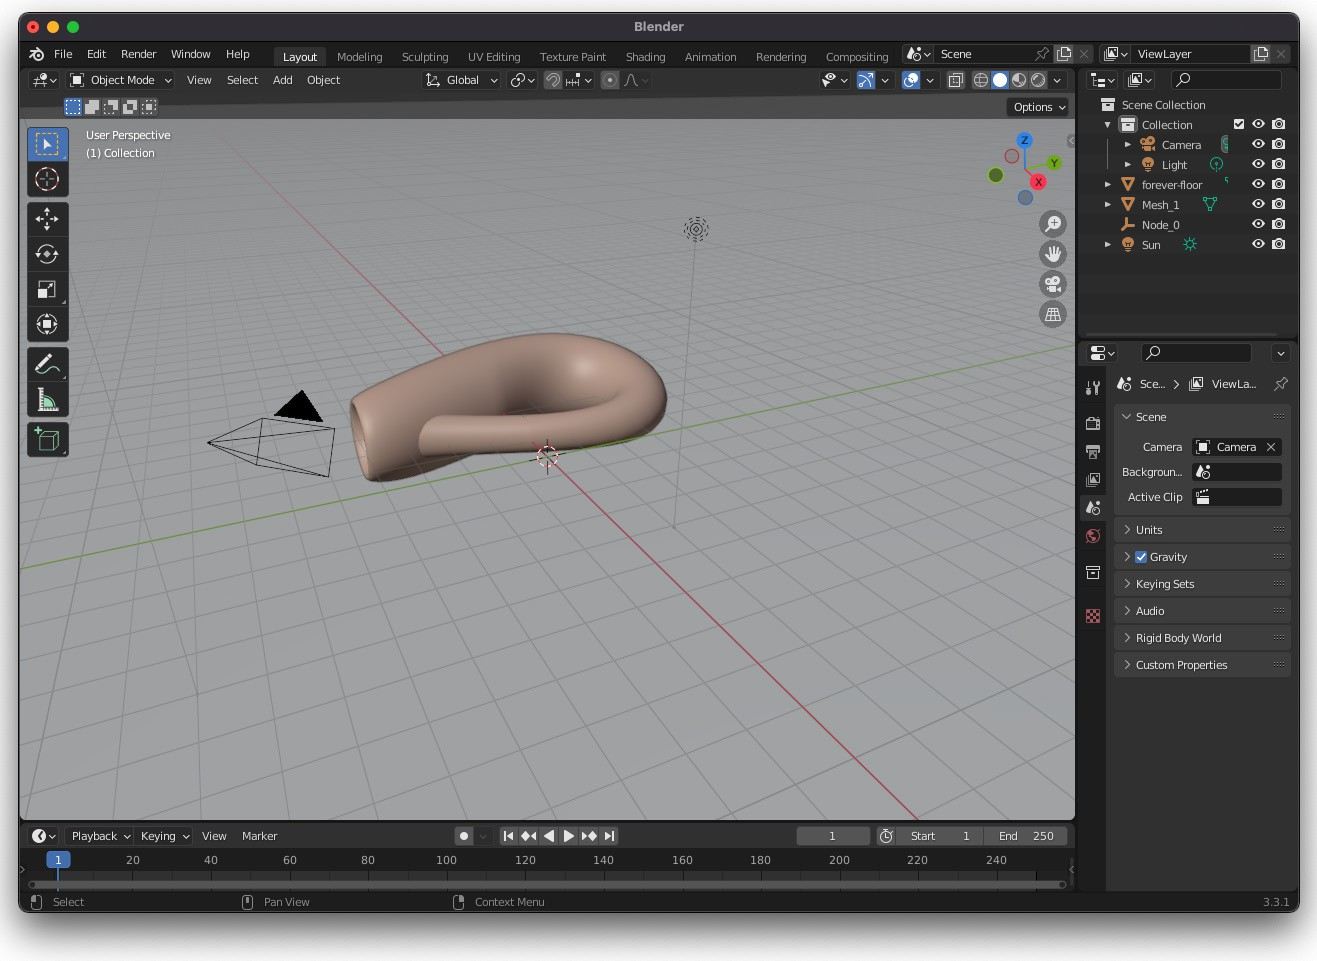 Blender
File Edit Render Window Help Layout Modeling Sculpting UV Editing Texture Paint Shading Animation Rendering Compositing Scene ViewLayer
Object Mode View Select Add Object Global
Options
User Perspective
(1) Collection
Z
Y
X
Scene Collection
Collection
Camera
Light
forever-floor
Mesh_1
Node_0
Sun
Sce... ViewLa...
Scene
Camera Camera
Backgroun...
Active Clip
Units
Gravity
Keying Sets
Audio
Rigid Body World
Custom Properties
Playback Keying View Marker 1 Start 1 End 250
1 20 40 60 80 100 120 140 160 180 200 220 240
Select Pan View Context Menu 3.3.1